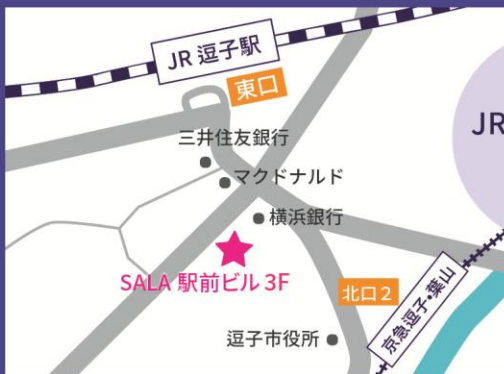 JR 逗子駅
東口
JR
三井住友銀行
マクドナルド
横浜銀行
SALA 駅前ビル 3F
北口 2
京急逗子・葉山
逗子市役所